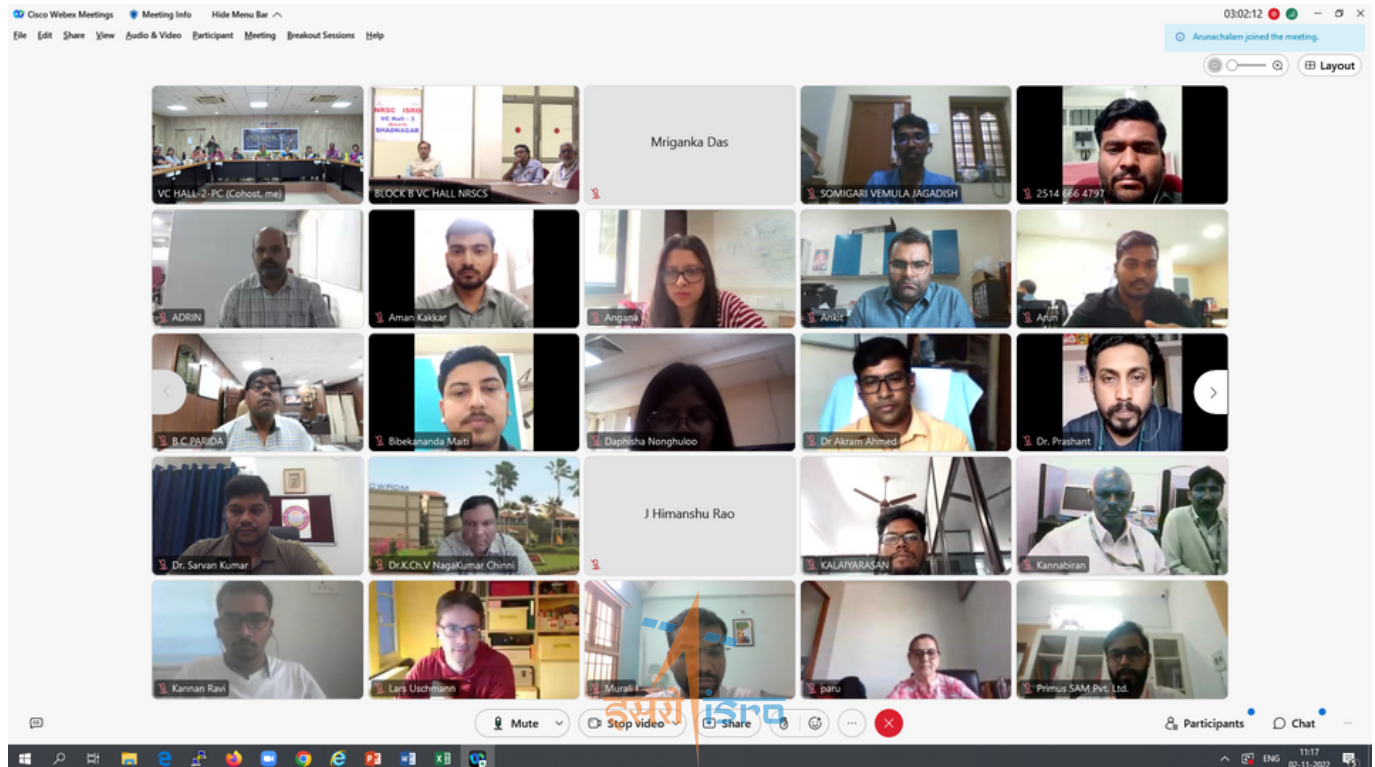 Cisco Webex Meetings Meeting Info Hide Menu Bar 03:02:12
File Edit Share View Audio & Video Participant Meeting Breakout Sessions Help
Arunachalam joined the meeting.
Layout
VC HALL-2-PC (Cohost, me)
NRSC ISRO
VC Hall - 3
SHADNAGAR
BLOCK B VC HALL NRSCS
Mriganka Das
SOMIGARI VEMULA JAGADISH
2514 666 4797
ADRIN
Aman Kakkar
Angana
Ankit
Arun
B.C.PARIDA
Bibekananda Maiti
Daphisha Nonghuloo
Dr Akram Ahmed
Dr. Prashant
Dr. Sarvan Kumar
CWRDM
Dr.K.Ch.V NagaKumar Chinni
J Himanshu Rao
KALAIYARASAN
Kannabiran
Kannan Ravi
Lars Uschmann
Murali
paru
Primus SAM Pvt. Ltd.
इसरो isro
Mute Stop video Share Participants Chat
ENG 11:17
02-11-2022